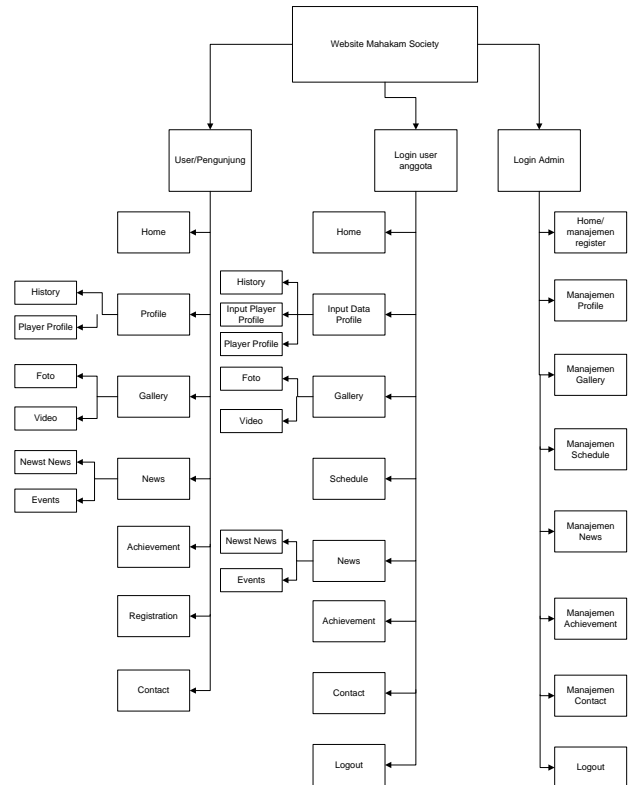 Website Mahakam Society
User/Pengunjung
Login user
anggota
Login Admin
Home
Profile
History
Player Profile
Gallery
Foto
Video
News
Newst News
Events
Achievement
Registration
Contact
Home
Input Data
Profile
History
Input Player
Profile
Player Profile
Gallery
Foto
Video
Schedule
News
Newst News
Events
Achievement
Contact
Logout
Home/
manajemen
register
Manajemen
Profile
Manajemen
Gallery
Manajemen
Schedule
Manajemen
News
Manajemen
Achievement
Manajemen
Contact
Logout